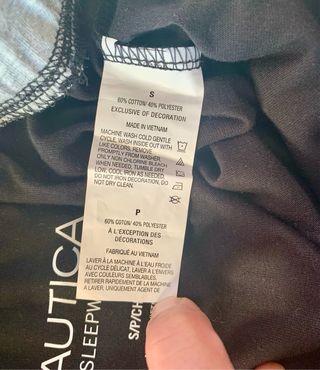 S
60% COTTON/ 40% POLYESTER
EXCLUSIVE OF DECORATION
MADE IN VIETNAM
MACHINE WASH COLD GENTLE
CYCLE, WASH INSIDE OUT WITH
LIKE COLORS, REMOVE
PROMPTLY FROM WASHER,
ONLY NON CHLORINE BLEACH
WHEN NEEDED, TUMBLE DRY
LOW, COOL IRON AS NEEDED,
DO NOT IRON DECORATION, DO
NOT DRY CLEAN.
P
60% COTON/ 40% POLYESTER
À L'EXCEPTION DES
DÉCORATIONS
FABRIQUÉ AU VIETNAM
LAVER À LA MACHINE À L'EAU FROIDE
AU CYCLE DÉLICAT, LAVER À L'ENVERS
AVEC COULEURS SEMBLABLES,
RETIRER RAPIDEMENT DE LA MACHINE
A LAVER, UNIQUEMENT AGENT DE
AUTICA
SLEEPW
S/P/CH